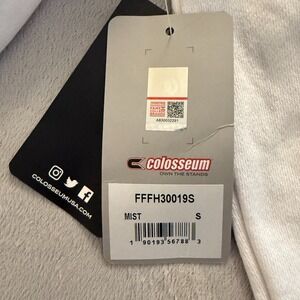 COLOSSEUMUSA.COM
colosseum
OWN THE STANDS
FFFH30019S
MIST S
1 90193 56788 3